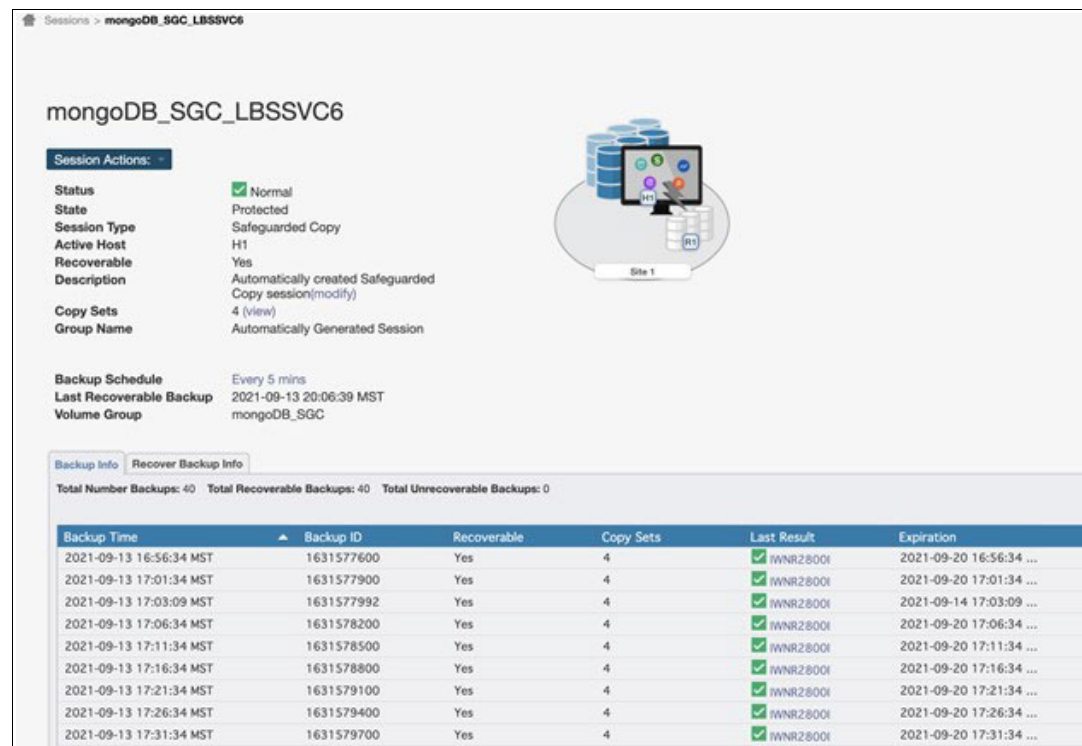 Sessions > mongoDB_SGC_LBSSVC6
mongoDB_SGC_LBSSVC6
Session Actions:
Status Normal
State Protected
Session Type Safeguarded Copy
Active Host H1
Recoverable Yes
Description Automatically created Safeguarded
Copy session(modify)
Copy Sets 4 (view)
Group Name Automatically Generated Session
H1
R1
Site 1
Backup Schedule Every 5 mins
Last Recoverable Backup 2021-09-13 20:06:39 MST
Volume Group mongoDB_SGC
Backup Info Recover Backup Info
Total Number Backups: 40 Total Recoverable Backups: 40 Total Unrecoverable Backups: 0
Backup Time Backup ID Recoverable Copy Sets Last Result Expiration
2021-09-13 16:56:34 MST 1631577600 Yes 4 IWNR2800I 2021-09-20 16:56:34 ...
2021-09-13 17:01:34 MST 1631577900 Yes 4 IWNR2800I 2021-09-20 17:01:34 ...
2021-09-13 17:03:09 MST 1631577992 Yes 4 IWNR2800I 2021-09-14 17:03:09 ...
2021-09-13 17:06:34 MST 1631578200 Yes 4 IWNR2800I 2021-09-20 17:06:34 ...
2021-09-13 17:11:34 MST 1631578500 Yes 4 IWNR2800I 2021-09-20 17:11:34 ...
2021-09-13 17:16:34 MST 1631578800 Yes 4 IWNR2800I 2021-09-20 17:16:34 ...
2021-09-13 17:21:34 MST 1631579100 Yes 4 IWNR2800I 2021-09-20 17:21:34 ...
2021-09-13 17:26:34 MST 1631579400 Yes 4 IWNR2800I 2021-09-20 17:26:34 ...
2021-09-13 17:31:34 MST 1631579700 Yes 4 IWNR2800I 2021-09-20 17:31:34 ...